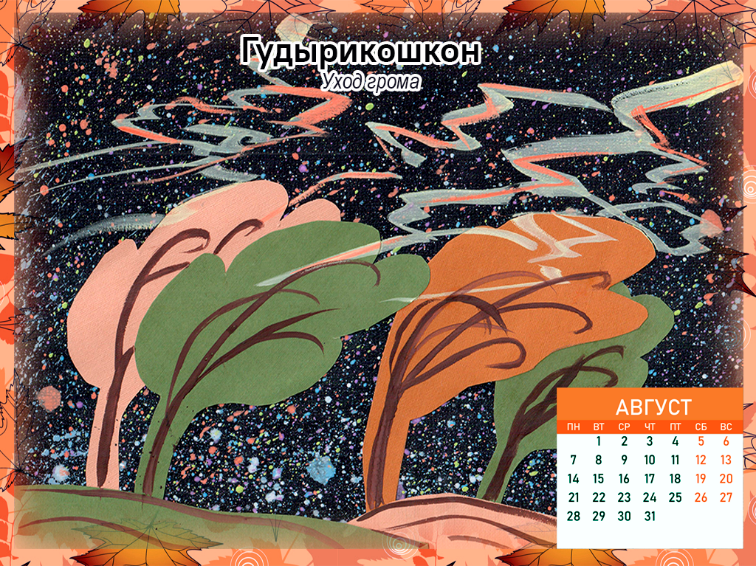 Гудырикошкон
Уход грома
АВГУСТ
ПН ВТ СР ЧТ ПТ СБ ВС
1 2 3 4 5 6
7 8 9 10 11 12 13
14 15 16 17 18 19 20
21 22 23 24 25 26 27
28 29 30 31